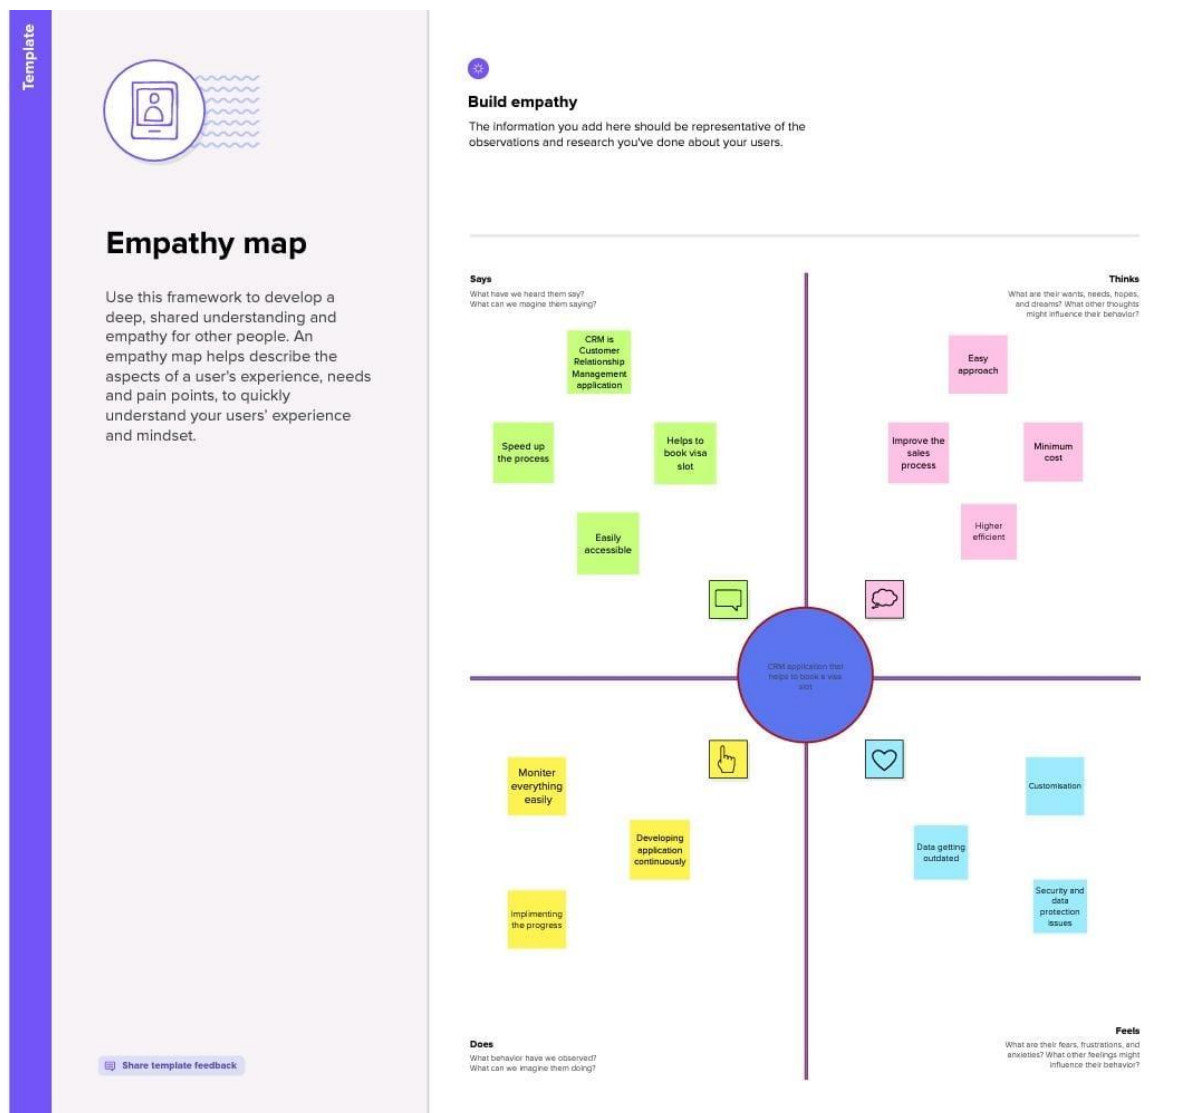 Template
Empathy map
Use this framework to develop a
deep, shared understanding and
empathy for other people. An
empathy map helps describe the
aspects of a user's experience, needs
and pain points, to quickly
understand your users' experience
and mindset.
Share template feedback
Build empathy
The information you add here should be representative of the
observations and research you've done about your users.
Says
What have we heard them say?
What can we magine them saying?
CRM is
Customer
Relationship
Management
application
Speed up
the process
Helps to
book visa
slot
Easily
accessible
Thinks
What are their wants, needs, hopes,
and dreams? What other thoughts
might influence their behavior?
Easy
approach
Improve the
sales
process
Minimum
cost
Higher
efficient
CRM application that
helps to book a visa
slot
Moniter
everything
easily
Developing
application
continuously
Implimenting
the progress
Does
What behavior have we observed?
What can we imagine them doing?
Customisation
Data getting
outdated
Security and
data
protection
issues
Feels
What are their fears, frustrations, and
anxieties? What other feelings might
influence their behavior?